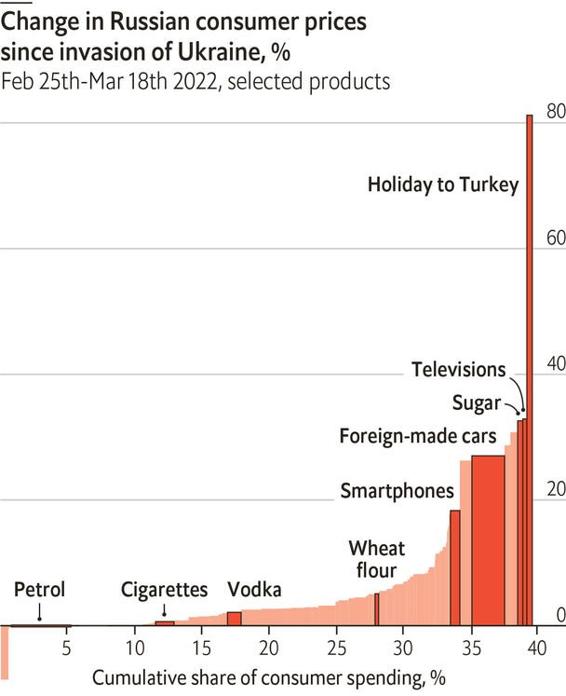 Change in Russian consumer prices
since invasion of Ukraine, %
Feb 25th-Mar 18th 2022, selected products
80
Holiday to Turkey
60
Televisions
40
Sugar
Foreign-made cars
Smartphones
20
Wheat
flour
Petrol
Cigarettes
Vodka
0
5 10 15 20 25 30 35 40
Cumulative share of consumer spending, %